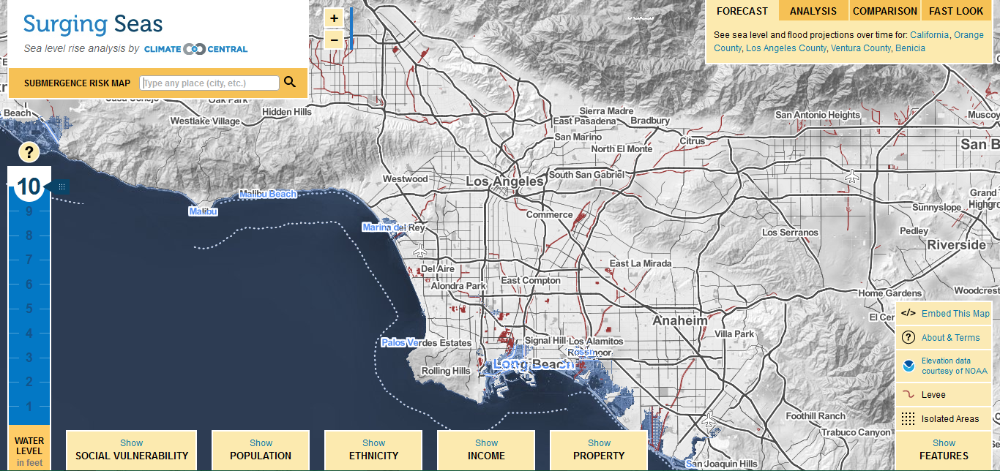 Surging Seas
Sea level rise analysis by CLIMATE CENTRAL
SUBMERGENCE RISK MAP
Type any place (city, etc.)
+
−
FORECAST
ANALYSIS
COMPARISON
FAST LOOK
See sea level and flood projections over time for: California, Orange
County, Los Angeles County, Ventura County, Benicia
Oak Park
Beach
Westlake Village
Hidden Hills
Sierra Madre
East Pasadena
Bradbury
San Antonio Heights
Muscoy
San Marino
Citrus
San B
North El Monte
?
Westwood
Los Angeles
South San Gabriel
10
Malibu Beach
Grand
Highgro
Malibu
Commerce
Sunnyslope
9
Marina del Rey
Los Serranos
Pedley
8
Riverside
7
East La Mirada
Del Aire
6
Alondra Park
East Compton
Home Gardens
Woodcrest
5
Anaheim
El Cer
Villa Park
4
Palos Verdes Estates
Signal Hill
Los Alamitos
Rossmoor
3
Long Beach
Rolling Hills
2
1
Foothill Ranch
Trabuco Canyon
San Joaquin Hills
</> Embed This Map
? About & Terms
Elevation data
courtesy of NOAA
Levee
Isolated Areas
Show
FEATURES
WATER
LEVEL
in feet
Show
SOCIAL VULNERABILITY
Show
POPULATION
Show
ETHNICITY
Show
INCOME
Show
PROPERTY